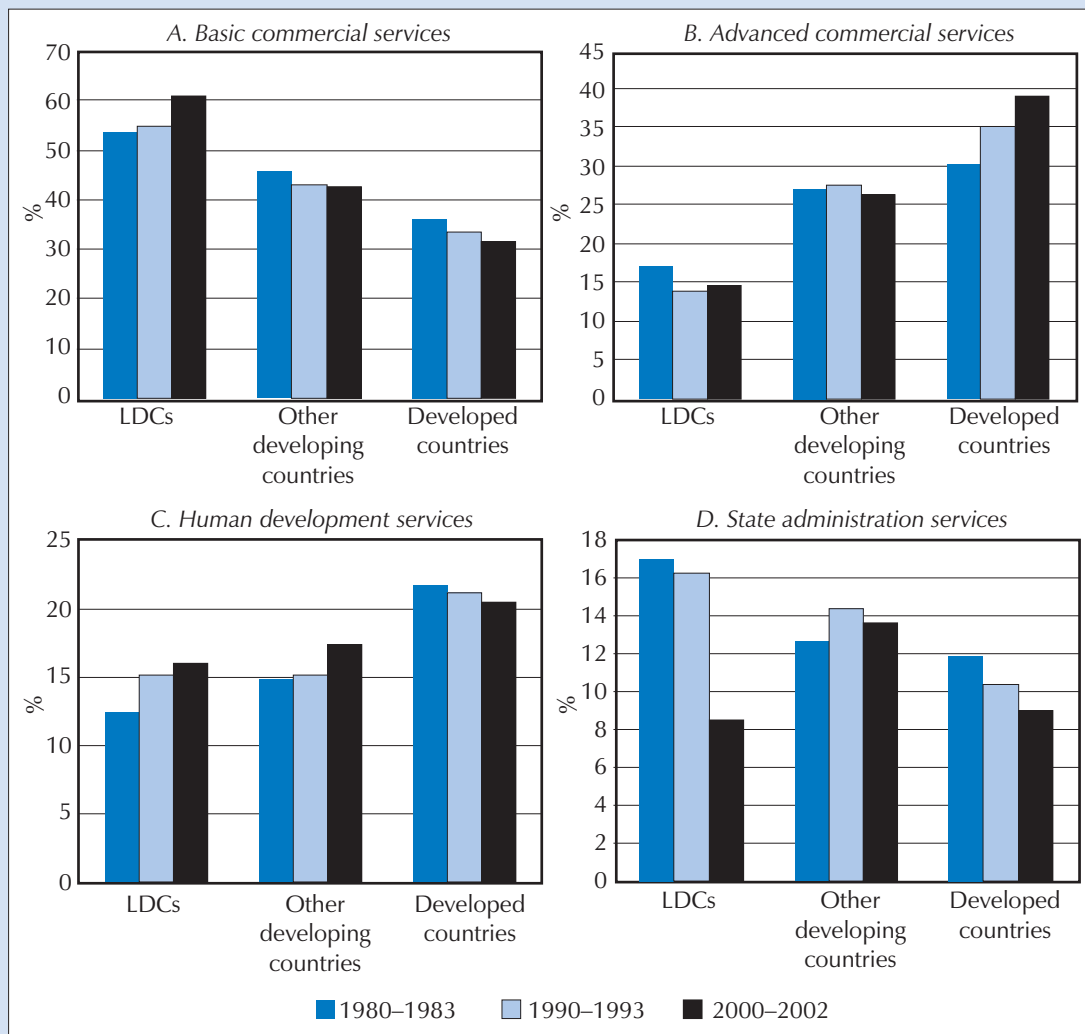 A. Basic commercial services
70
60
50
40
30
20
10
0
%
LDCs
Other
developing
countries
Developed
countries
B. Advanced commercial services
45
40
35
30
25
20
15
10
5
0
%
LDCs
Other
developing
countries
Developed
countries
C. Human development services
25
20
15
10
5
0
%
LDCs
Other
developing
countries
Developed
countries
D. State administration services
18
16
14
12
10
8
6
4
2
0
%
LDCs
Other
developing
countries
Developed
countries
1980–1983 1990–1993 2000–2002